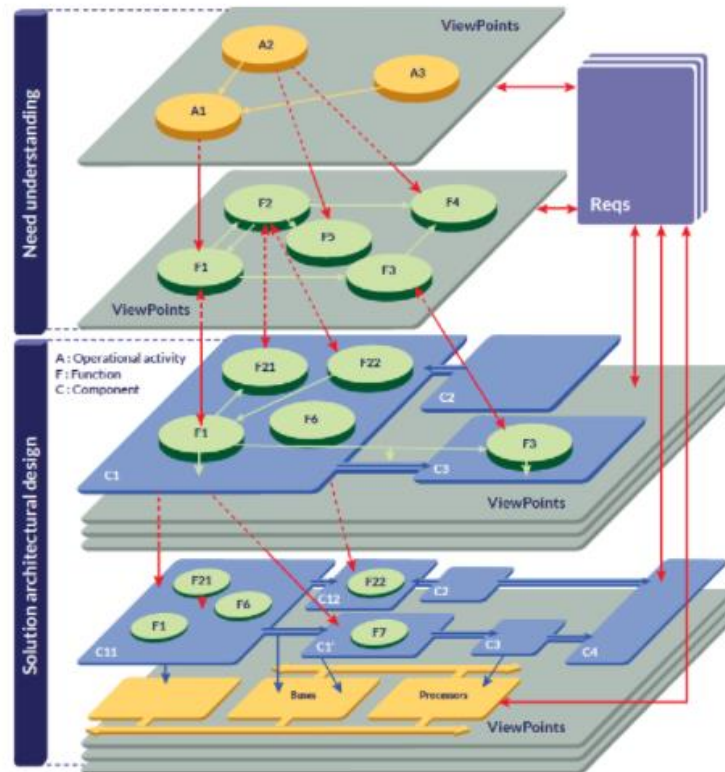 Need understanding
ViewPoints
A2
A3
A1
Reqs
F2
F4
F5
F1
F3
ViewPoints
Solution architectural design
A : Operational activity
F : Function
C : Component
F21
F22
C2
F6
F1
F3
C1
C3
ViewPoints
F21
F22
C2
C12
F6
F1
F7
C11
C1'
C3
C4
Buses
Processors
ViewPoints